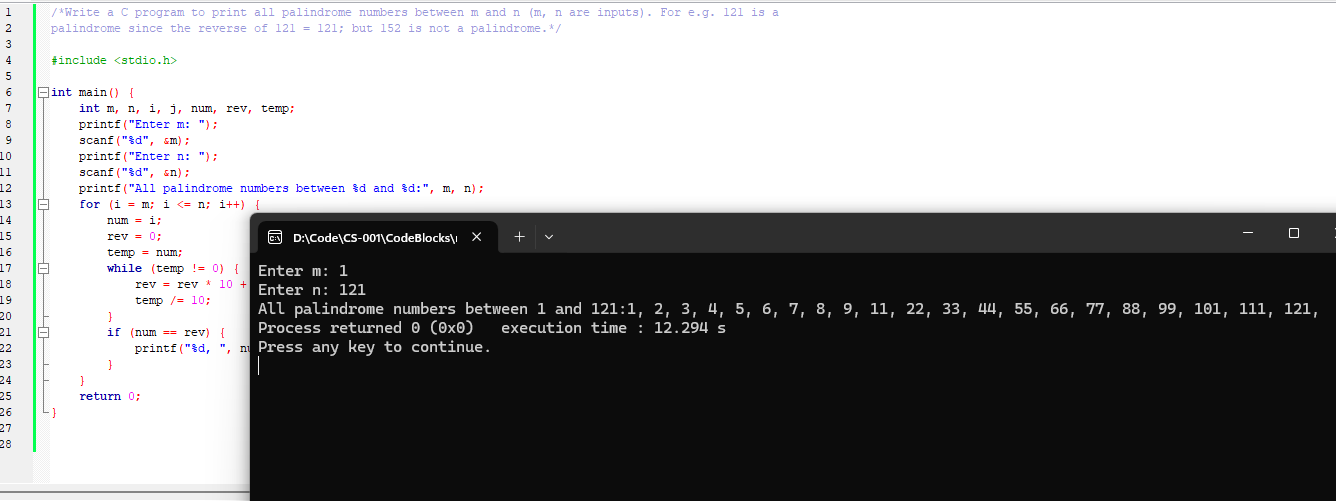 1 /*Write a C program to print all palindrome numbers between m and n (m, n are inputs). For e.g. 121 is a
2 palindrome since the reverse of 121 = 121; but 152 is not a palindrome.*/
3
4 #include <stdio.h>
5
6 int main() {
7 int m, n, i, j, num, rev, temp;
8 printf("Enter m: ");
9 scanf("%d", &m);
10 printf("Enter n: ");
11 scanf("%d", &n);
12 printf("All palindrome numbers between %d and %d:", m, n);
13 for (i = m; i <= n; i++) {
14 num = i;
15 rev = 0;
16 temp = num;
17 while (temp != 0) {
18 rev = rev * 10 +
19 temp /= 10;
20 }
21 if (num == rev) {
22 printf("%d, ",
23 }
24 }
25 return 0;
26 }
27
28
D:\Code\CS-001\CodeBlocks\
Enter m: 1
Enter n: 121
All palindrome numbers between 1 and 121:1, 2, 3, 4, 5, 6, 7, 8, 9, 11, 22, 33, 44, 55, 66, 77, 88, 99, 101, 111, 121,
Process returned 0 (0x0) execution time : 12.294 s
Press any key to continue.